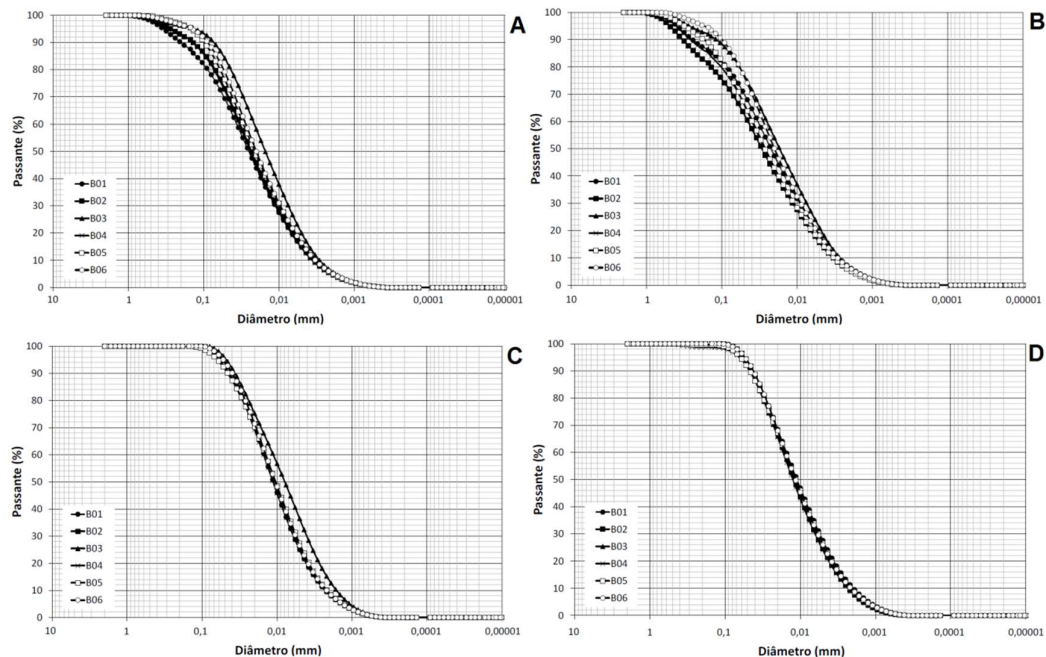 A
Passante (%)
100
90
80
70
60
50
40
30
20
10
0
B01
B02
B03
B04
B05
B06
10 1 0,1 0,01 0,001 0,0001 0,00001
Diâmetro (mm)
B
Passante (%)
100
90
80
70
60
50
40
30
20
10
0
B01
B02
B03
B04
B05
B06
10 1 0,1 0,01 0,001 0,0001 0,00001
Diâmetro (mm)
C
Passante (%)
100
90
80
70
60
50
40
30
20
10
0
B01
B02
B03
B04
B05
B06
10 1 0,1 0,01 0,001 0,0001 0,00001
Diâmetro (mm)
D
Passante (%)
100
90
80
70
60
50
40
30
20
10
0
B01
B02
B03
B04
B05
B06
10 1 0,1 0,01 0,001 0,0001 0,00001
Diâmetro (mm)